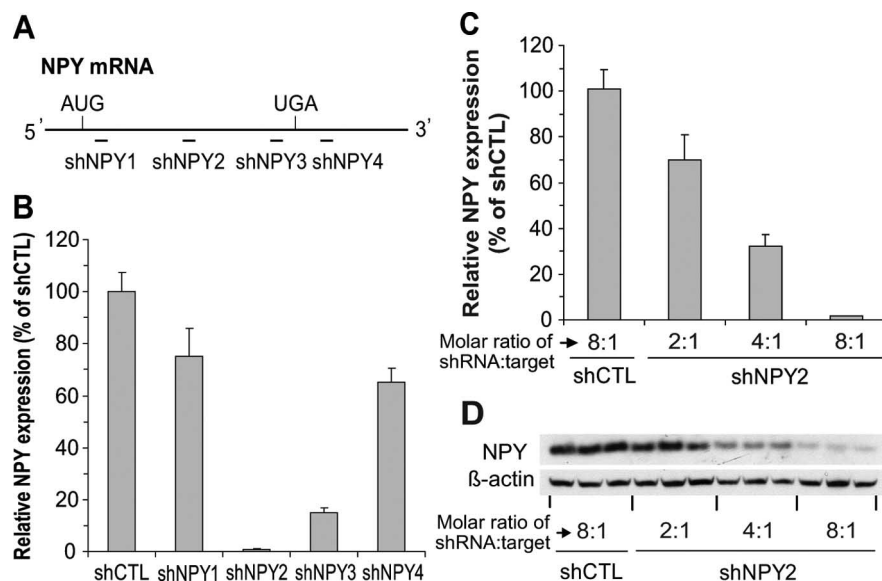 A
NPY mRNA
AUG UGA
5' 3'
shNPY1 shNPY2 shNPY3 shNPY4
B
Relative NPY expression (% of shCTL)
120
100
80
60
40
20
0
shCTL shNPY1 shNPY2 shNPY3 shNPY4
C
Relative NPY expression
(% of shCTL)
120
100
80
60
40
20
0
Molar ratio of
shRNA:target
8:1 2:1 4:1 8:1
shCTL shNPY2
D
NPY
ß-actin
Molar ratio of
shRNA:target
8:1 2:1 4:1 8:1
shCTL shNPY2